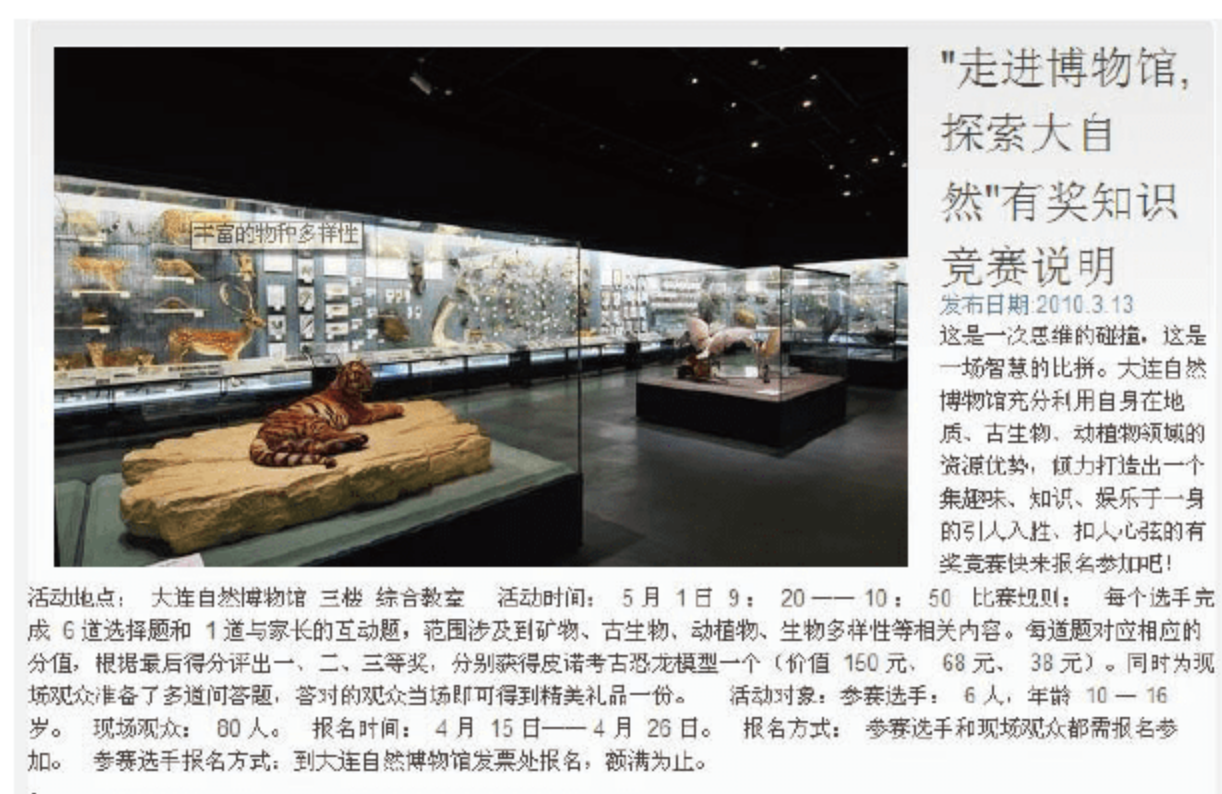 "走进博物馆,
探索大自
然"有奖知识
竞赛说明
发布日期:2010.3.13
这是一次思维的碰撞，这是
一场智慧的比拼。大连自然
博物馆充分利用自身在地
质、古生物、动植物领域的
资源优势，倾力打造出一个
集趣味、知识、娱乐于一身
的引人入胜、扣人心弦的有
奖竞赛快来报名参加吧！
丰富的物种多样性
活动地点： 大连自然博物馆 三楼 综合教室 活动时间： 5 月 1日 9： 20 —— 10： 50 比赛规则： 每个选手完
成 6 道选择题和 1 道与家长的互动题，范围涉及到矿物、古生物、动植物、生物多样性等相关内容。每道题对应相应的
分值，根据最后得分评出一、二、三等奖，分别获得皮诺考古恐龙模型一个（价值 150 元、 68 元、 38 元）。同时为现
场观众准备了多道问答题，答对的观众当场即可得到精美礼品一份。 活动对象：参赛选手： 6 人，年龄 10 — 16
岁。 现场观众： 80 人。 报名时间： 4 月 15 日——4 月 26 日。 报名方式： 参赛选手和现场观众都需报名参
加。 参赛选手报名方式：到大连自然博物馆发票处报名，额满为止。